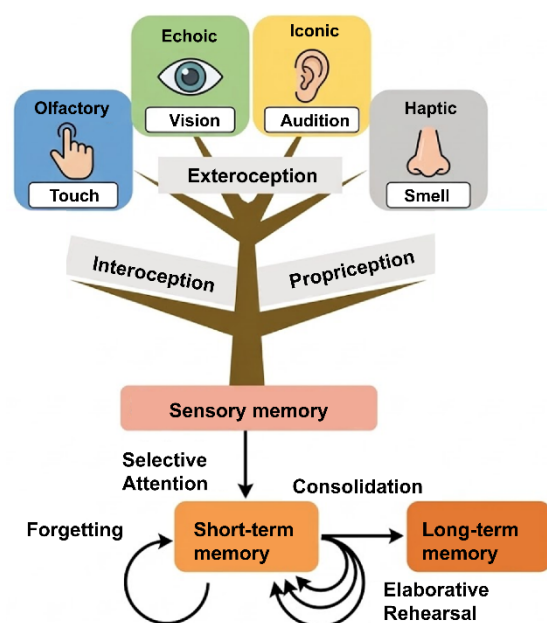 Echoic
Vision
Iconic
Audition
Olfactory
Touch
Haptic
Smell
Exteroception
Interoception
Propriception
Sensory memory
Selective
Attention
Consolidation
Forgetting
Short-term
memory
Long-term
memory
Elaborative
Rehearsal